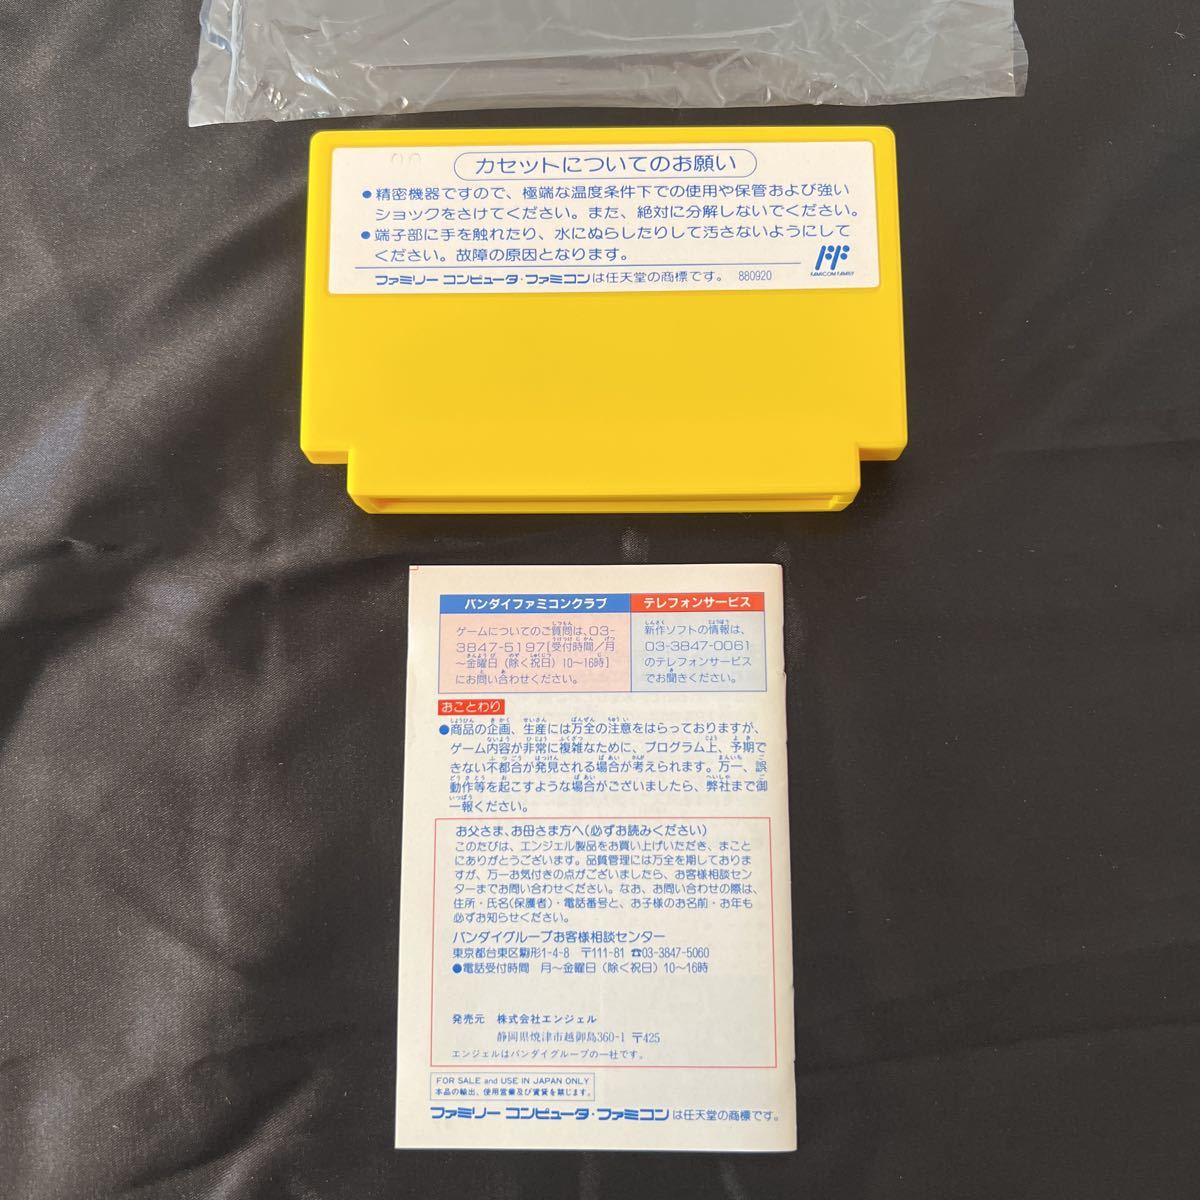 カセットについてのお願い
●精密機器ですので、極端な温度条件下での使用や保管および強い
ショックをさけてください。また、絶対に分解しないでください。
●端子部に手を触れたり、水にぬらしたりして汚さないようにして
ください。故障の原因となります。
FAMICOM FAMILY
ファミリー コンピュータ・ファミコンは任天堂の商標です。 880920
バンダイファミコンクラブ
ゲームについてのご質問は、03-
3847-5197[受付時間/月
〜金曜日(除く祝日)10〜16時]
にお問い合わせください。
テレフォンサービス
新作ソフトの情報は、
03-3847-0061
のテレフォンサービス
でお聞きください。
おことわり
●商品の企画、生産には万全の注意をはらっておりますが、
ゲーム内容が非常に複雑なために、プログラム上、予期で
きない不都合が発見される場合が考えられます。万一、誤
動作等を起こすような場合がございましたら、弊社まで御
一報ください。
お父さま、お母さま方へ(必ずお読みください)
このたびは、エンジェル製品をお買い上げいただき、まこと
にありがとうございます。品質管理には万全を期しておりま
すが、万一お気付きの点がございましたら、お客様相談セン
ターまでお問い合わせください。なお、お問い合わせの際は、
住所・氏名(保護者)・電話番号と、お子様のお名前・お年も
必ずお知らせください。
バンダイグループお客様相談センター
東京都台東区駒形1-4-8 〒111-81 ☎03-3847-5060
●電話受付時間 月〜金曜日(除く祝日)10〜16時
発売元 株式会社エンジェル
静岡県焼津市越御島360-1 〒425
エンジェルはバンダイグループの一社です。
FOR SALE and USE IN JAPAN ONLY
本品の輸出、使用営業及び賃貸を禁じます。
ファミリー コンピュータ・ファミコンは任天堂の商標です。